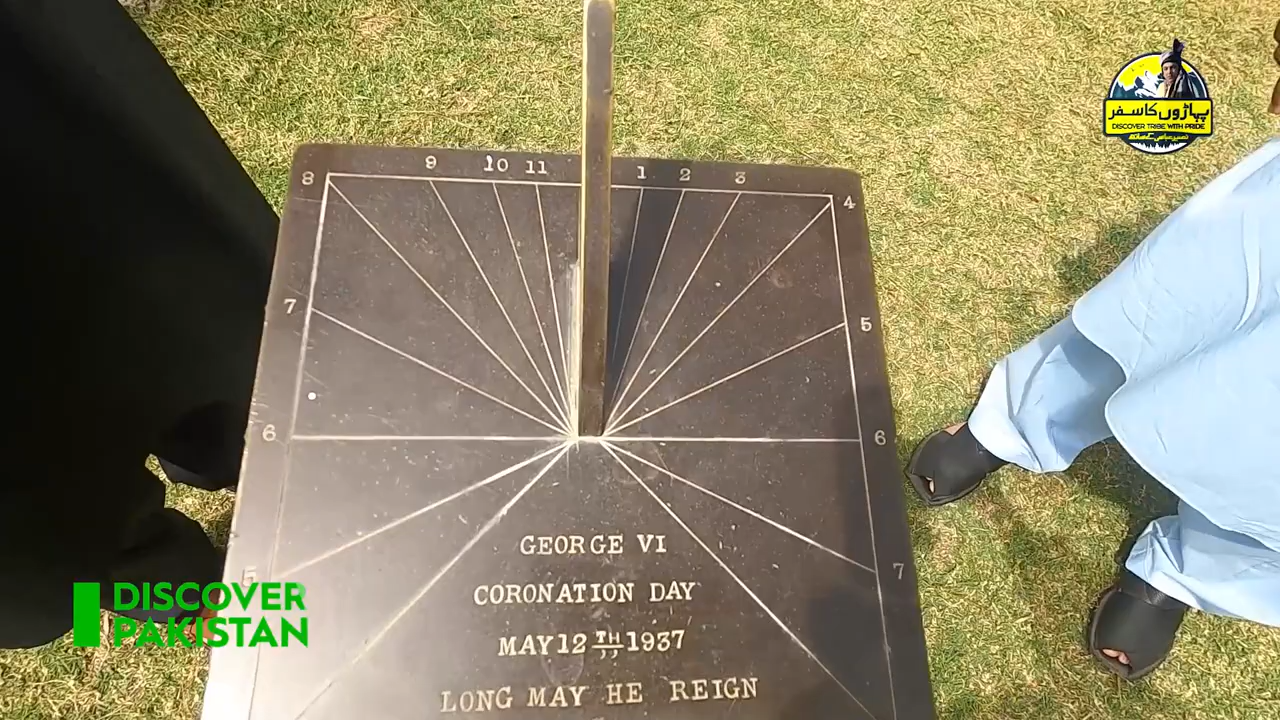 پہاڑوں کا سفر
DISCOVER TRIBE WITH PRIDE
8 9 10 11 1 2 3 4
7 5
6 6
5 7
GEORGE VI
CORONATION DAY
MAY 12TH 1937
LONG MAY HE REIGN
DISCOVER
PAKISTAN